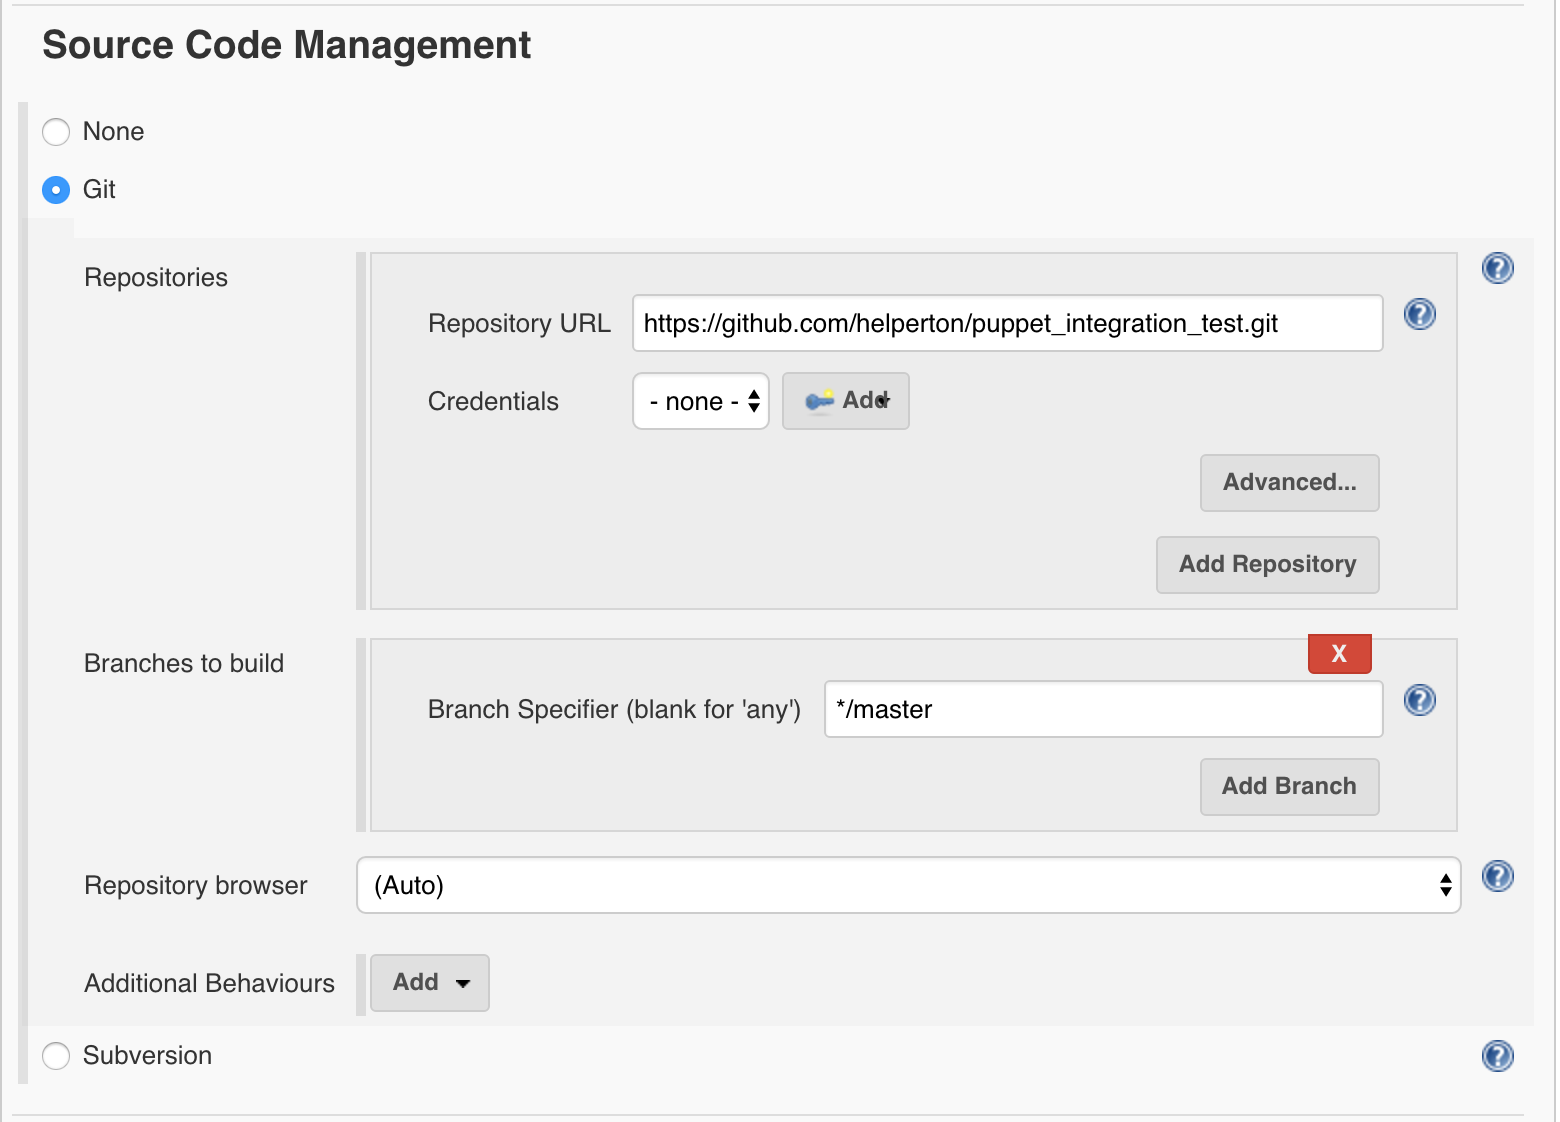 Source Code Management
None
Git
Repositories
Repository URL https://github.com/helperton/puppet_integration_test.git
Credentials - none - Add
Advanced...
Add Repository
X
Branches to build
Branch Specifier (blank for 'any') */master
Add Branch
Repository browser (Auto)
Additional Behaviours Add
Subversion